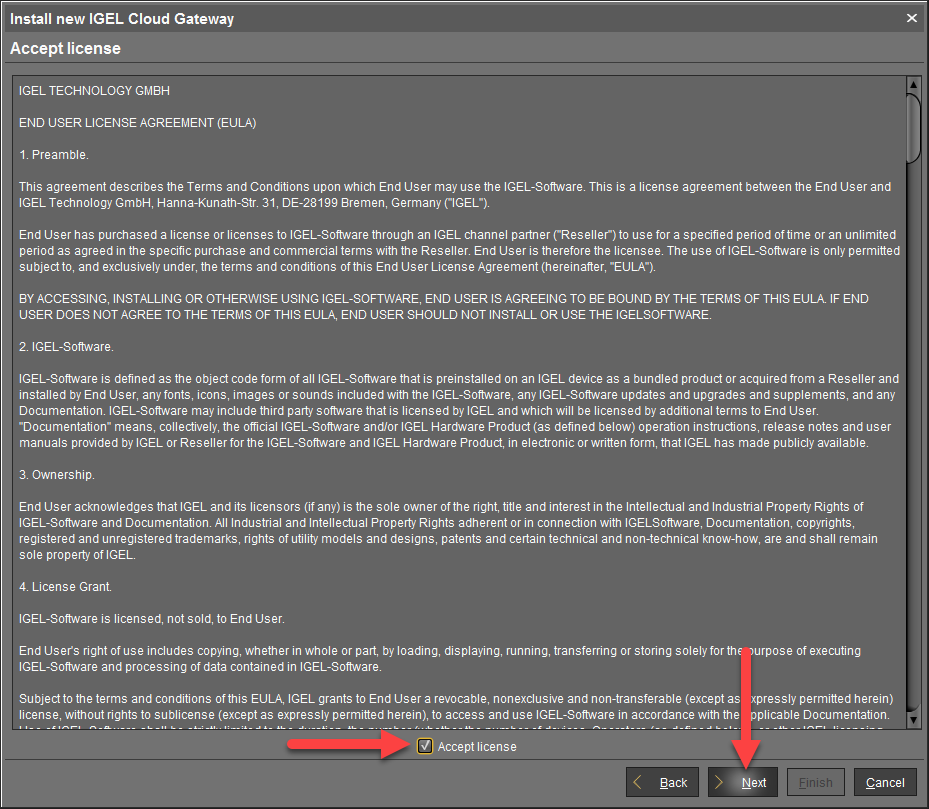 Install new IGEL Cloud Gateway
Accept license
IGEL TECHNOLOGY GMBH
END USER LICENSE AGREEMENT (EULA)
1. Preamble.
This agreement describes the Terms and Conditions upon which End User may use the IGEL-Software. This is a license agreement between the End User and
IGEL Technology GmbH, Hanna-Kunath-Str. 31, DE-28199 Bremen, Germany ("IGEL").
End User has purchased a license or licenses to IGEL-Software through an IGEL channel partner ("Reseller") to use for a specified period of time or an unlimited
period as agreed in the specific purchase and commercial terms with the Reseller. End User is therefore the licensee. The use of IGEL-Software is only permitted
subject to, and exclusively under, the terms and conditions of this End User License Agreement (hereinafter, "EULA").
BY ACCESSING, INSTALLING OR OTHERWISE USING IGEL-SOFTWARE, END USER IS AGREEING TO BE BOUND BY THE TERMS OF THIS EULA. IF END
USER DOES NOT AGREE TO THE TERMS OF THIS EULA, END USER SHOULD NOT INSTALL OR USE THE IGELSOFTWARE.
2. IGEL-Software.
IGEL-Software is defined as the object code form of all IGEL-Software that is preinstalled on an IGEL device as a bundled product or acquired from a Reseller and
installed by End User, any fonts, icons, images or sounds included with the IGEL-Software, any IGEL-Software updates and upgrades and supplements, and any
Documentation. IGEL-Software may include third party software that is licensed by IGEL and which will be licensed by additional terms to End User.
"Documentation" means, collectively, the official IGEL-Software and/or IGEL Hardware Product (as defined below) operation instructions, release notes and user
manuals provided by IGEL or Reseller for the IGEL-Software and IGEL Hardware Product, in electronic or written form, that IGEL has made publicly available.
3. Ownership.
End User acknowledges that IGEL and its licensors (if any) is the sole owner of the right, title and interest in the Intellectual and Industrial Property Rights of
IGEL-Software and Documentation. All Industrial and Intellectual Property Rights adherent or in connection with IGELSoftware, Documentation, copyrights,
registered and unregistered trademarks, rights of utility models and designs, patents and certain technical and non-technical know-how, are and shall remain
sole property of IGEL.
4. License Grant.
IGEL-Software is licensed, not sold, to End User.
End User's right of use includes copying, whether in whole or part, by loading, displaying, running, transferring or storing solely for the purpose of executing
IGEL-Software and processing of data contained in IGEL-Software.
Subject to the terms and conditions of this EULA, IGEL grants to End User a revocable, nonexclusive and non-transferable (except as expressly permitted herein)
license, without rights to sublicense (except as expressly permitted herein), to access and use IGEL-Software in accordance with the applicable Documentation.
Accept license
Back
Next
Finish
Cancel